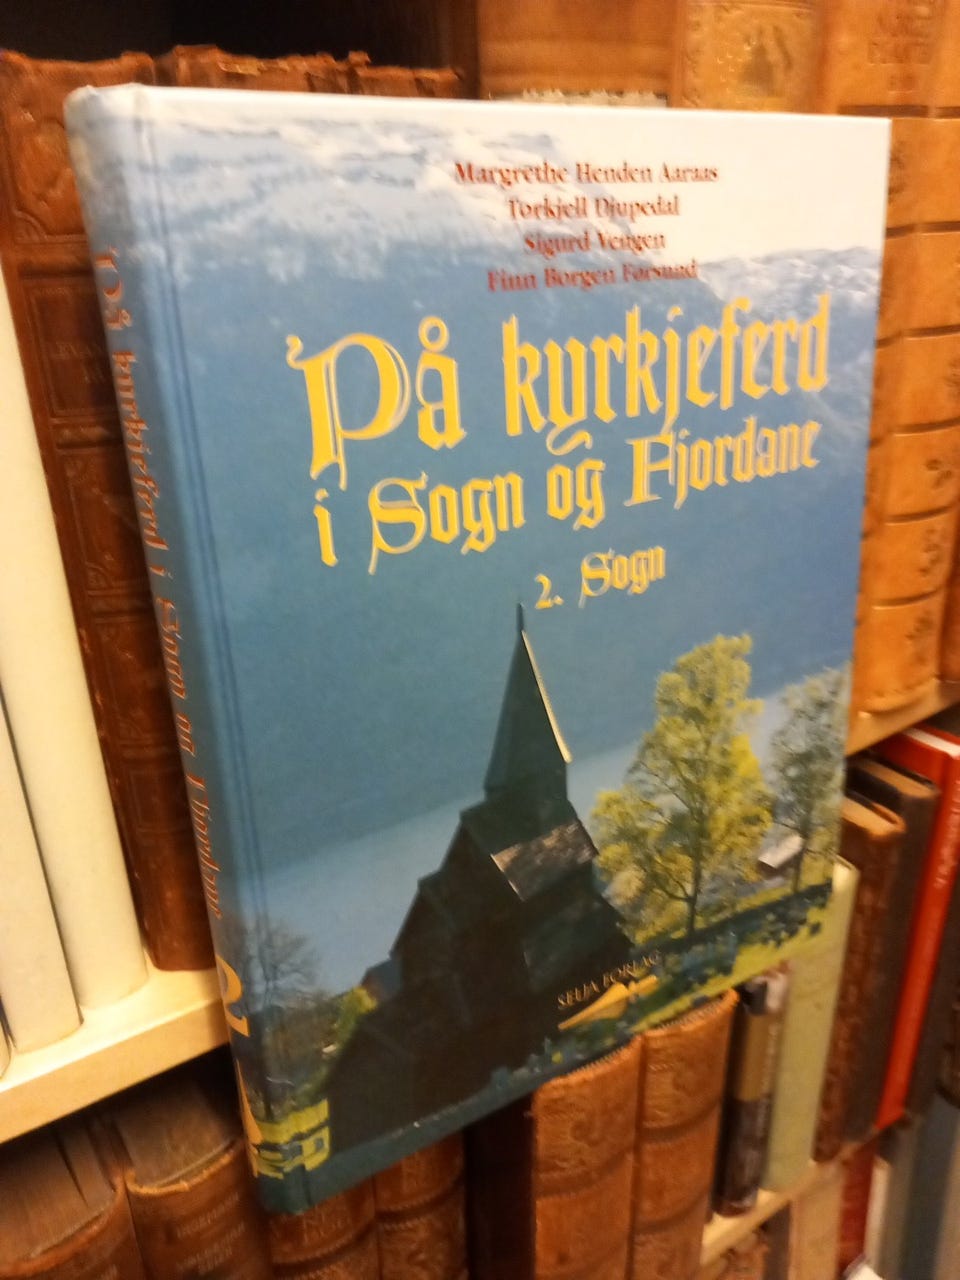 Margrethe Henden Aaraas
Torkjell Djupedal
Sigurd Vengen
Finn Borgen Førsund
På kyrkjeferd
i Sogn og Fjordane
2. Sogn
SELJA FORLAG
På kyrkjeferd i Sogn og Fjordane
2